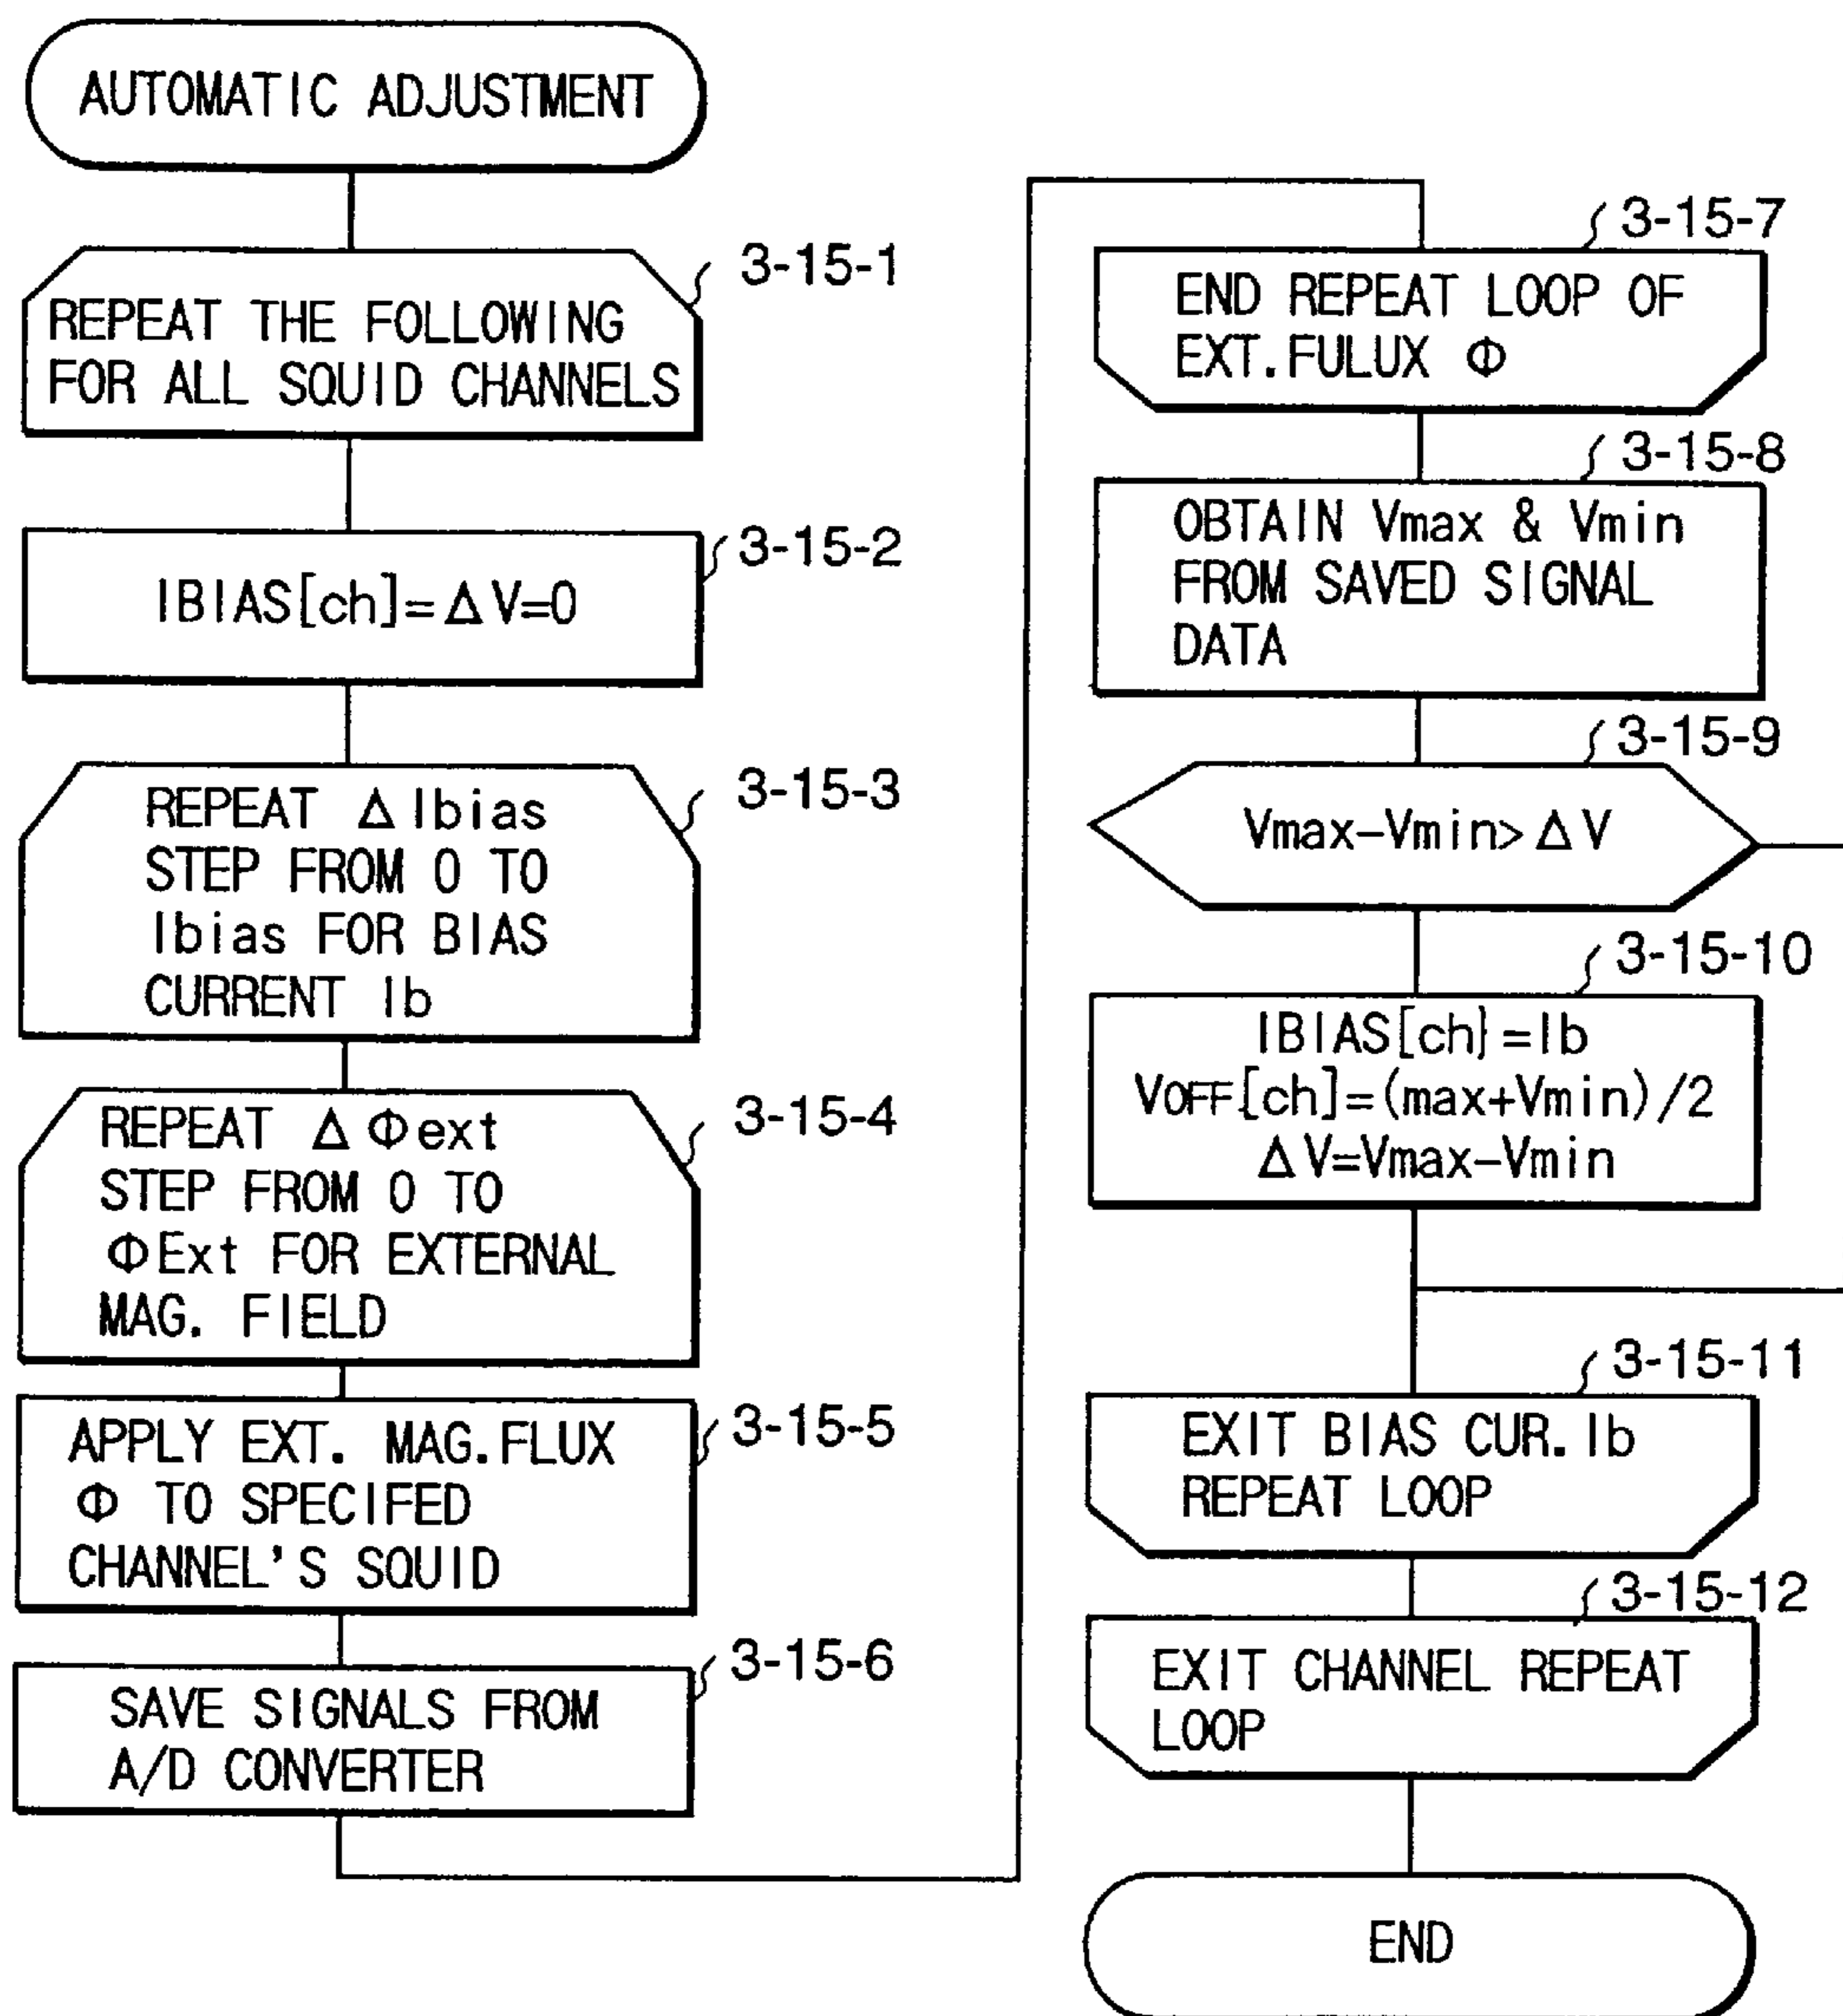 AUTOMATIC ADJUSTMENT
3-15-1
REPEAT THE FOLLOWING
FOR ALL SQUID CHANNELS
3-15-2
IBIAS[ch]=ΔV=0
3-15-3
REPEAT ΔIbias
STEP FROM 0 TO
Ibias FOR BIAS
CURRENT Ib
3-15-4
REPEAT ΔΦext
STEP FROM 0 TO
ΦExt FOR EXTERNAL
MAG. FIELD
3-15-5
APPLY EXT. MAG.FLUX
Φ TO SPECIFED
CHANNEL'S SQUID
3-15-6
SAVE SIGNALS FROM
A/D CONVERTER
3-15-7
END REPEAT LOOP OF
EXT.FULUX Φ
3-15-8
OBTAIN Vmax & Vmin
FROM SAVED SIGNAL
DATA
3-15-9
Vmax-Vmin>ΔV
3-15-10
IBIAS[ch}=Ib
VOFF[ch]=(max+Vmin)/2
ΔV=Vmax-Vmin
3-15-11
EXIT BIAS CUR.Ib
REPEAT LOOP
3-15-12
EXIT CHANNEL REPEAT
LOOP
END